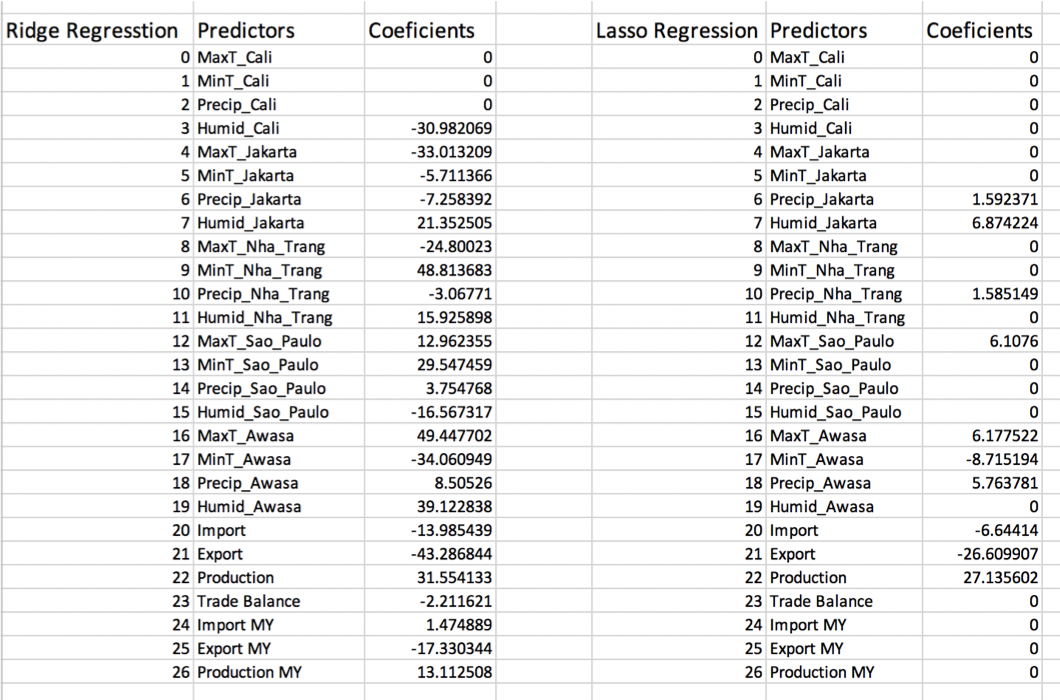 Ridge Regresstion Predictors Coeficients Lasso Regression Predictors Coeficients
0 MaxT_Cali 0 0 MaxT_Cali 0
1 MinT_Cali 0 1 MinT_Cali 0
2 Precip_Cali 0 2 Precip_Cali 0
3 Humid_Cali -30.982069 3 Humid_Cali 0
4 MaxT_Jakarta -33.013209 4 MaxT_Jakarta 0
5 MinT_Jakarta -5.711366 5 MinT_Jakarta 0
6 Precip_Jakarta -7.258392 6 Precip_Jakarta 1.592371
7 Humid_Jakarta 21.352505 7 Humid_Jakarta 6.874224
8 MaxT_Nha_Trang -24.80023 8 MaxT_Nha_Trang 0
9 MinT_Nha_Trang 48.813683 9 MinT_Nha_Trang 0
10 Precip_Nha_Trang -3.06771 10 Precip_Nha_Trang 1.585149
11 Humid_Nha_Trang 15.925898 11 Humid_Nha_Trang 0
12 MaxT_Sao_Paulo 12.962355 12 MaxT_Sao_Paulo 6.1076
13 MinT_Sao_Paulo 29.547459 13 MinT_Sao_Paulo 0
14 Precip_Sao_Paulo 3.754768 14 Precip_Sao_Paulo 0
15 Humid_Sao_Paulo -16.567317 15 Humid_Sao_Paulo 0
16 MaxT_Awasa 49.447702 16 MaxT_Awasa 6.177522
17 MinT_Awasa -34.060949 17 MinT_Awasa -8.715194
18 Precip_Awasa 8.50526 18 Precip_Awasa 5.763781
19 Humid_Awasa 39.122838 19 Humid_Awasa 0
20 Import -13.985439 20 Import -6.64414
21 Export -43.286844 21 Export -26.609907
22 Production 31.554133 22 Production 27.135602
23 Trade Balance -2.211621 23 Trade Balance 0
24 Import MY 1.474889 24 Import MY 0
25 Export MY -17.330344 25 Export MY 0
26 Production MY 13.112508 26 Production MY 0